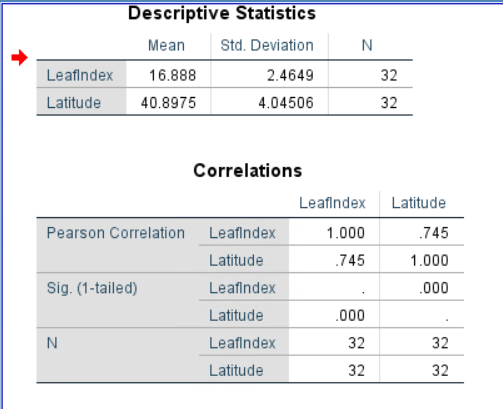 Descriptive Statistics
Mean Std. Deviation N
LeafIndex 16.888 2.4649 32
Latitude 40.8975 4.04506 32
Correlations
LeafIndex Latitude
Pearson Correlation LeafIndex 1.000 .745
Latitude .745 1.000
Sig. (1-tailed) LeafIndex . .000
Latitude .000 .
N LeafIndex 32 32
Latitude 32 32